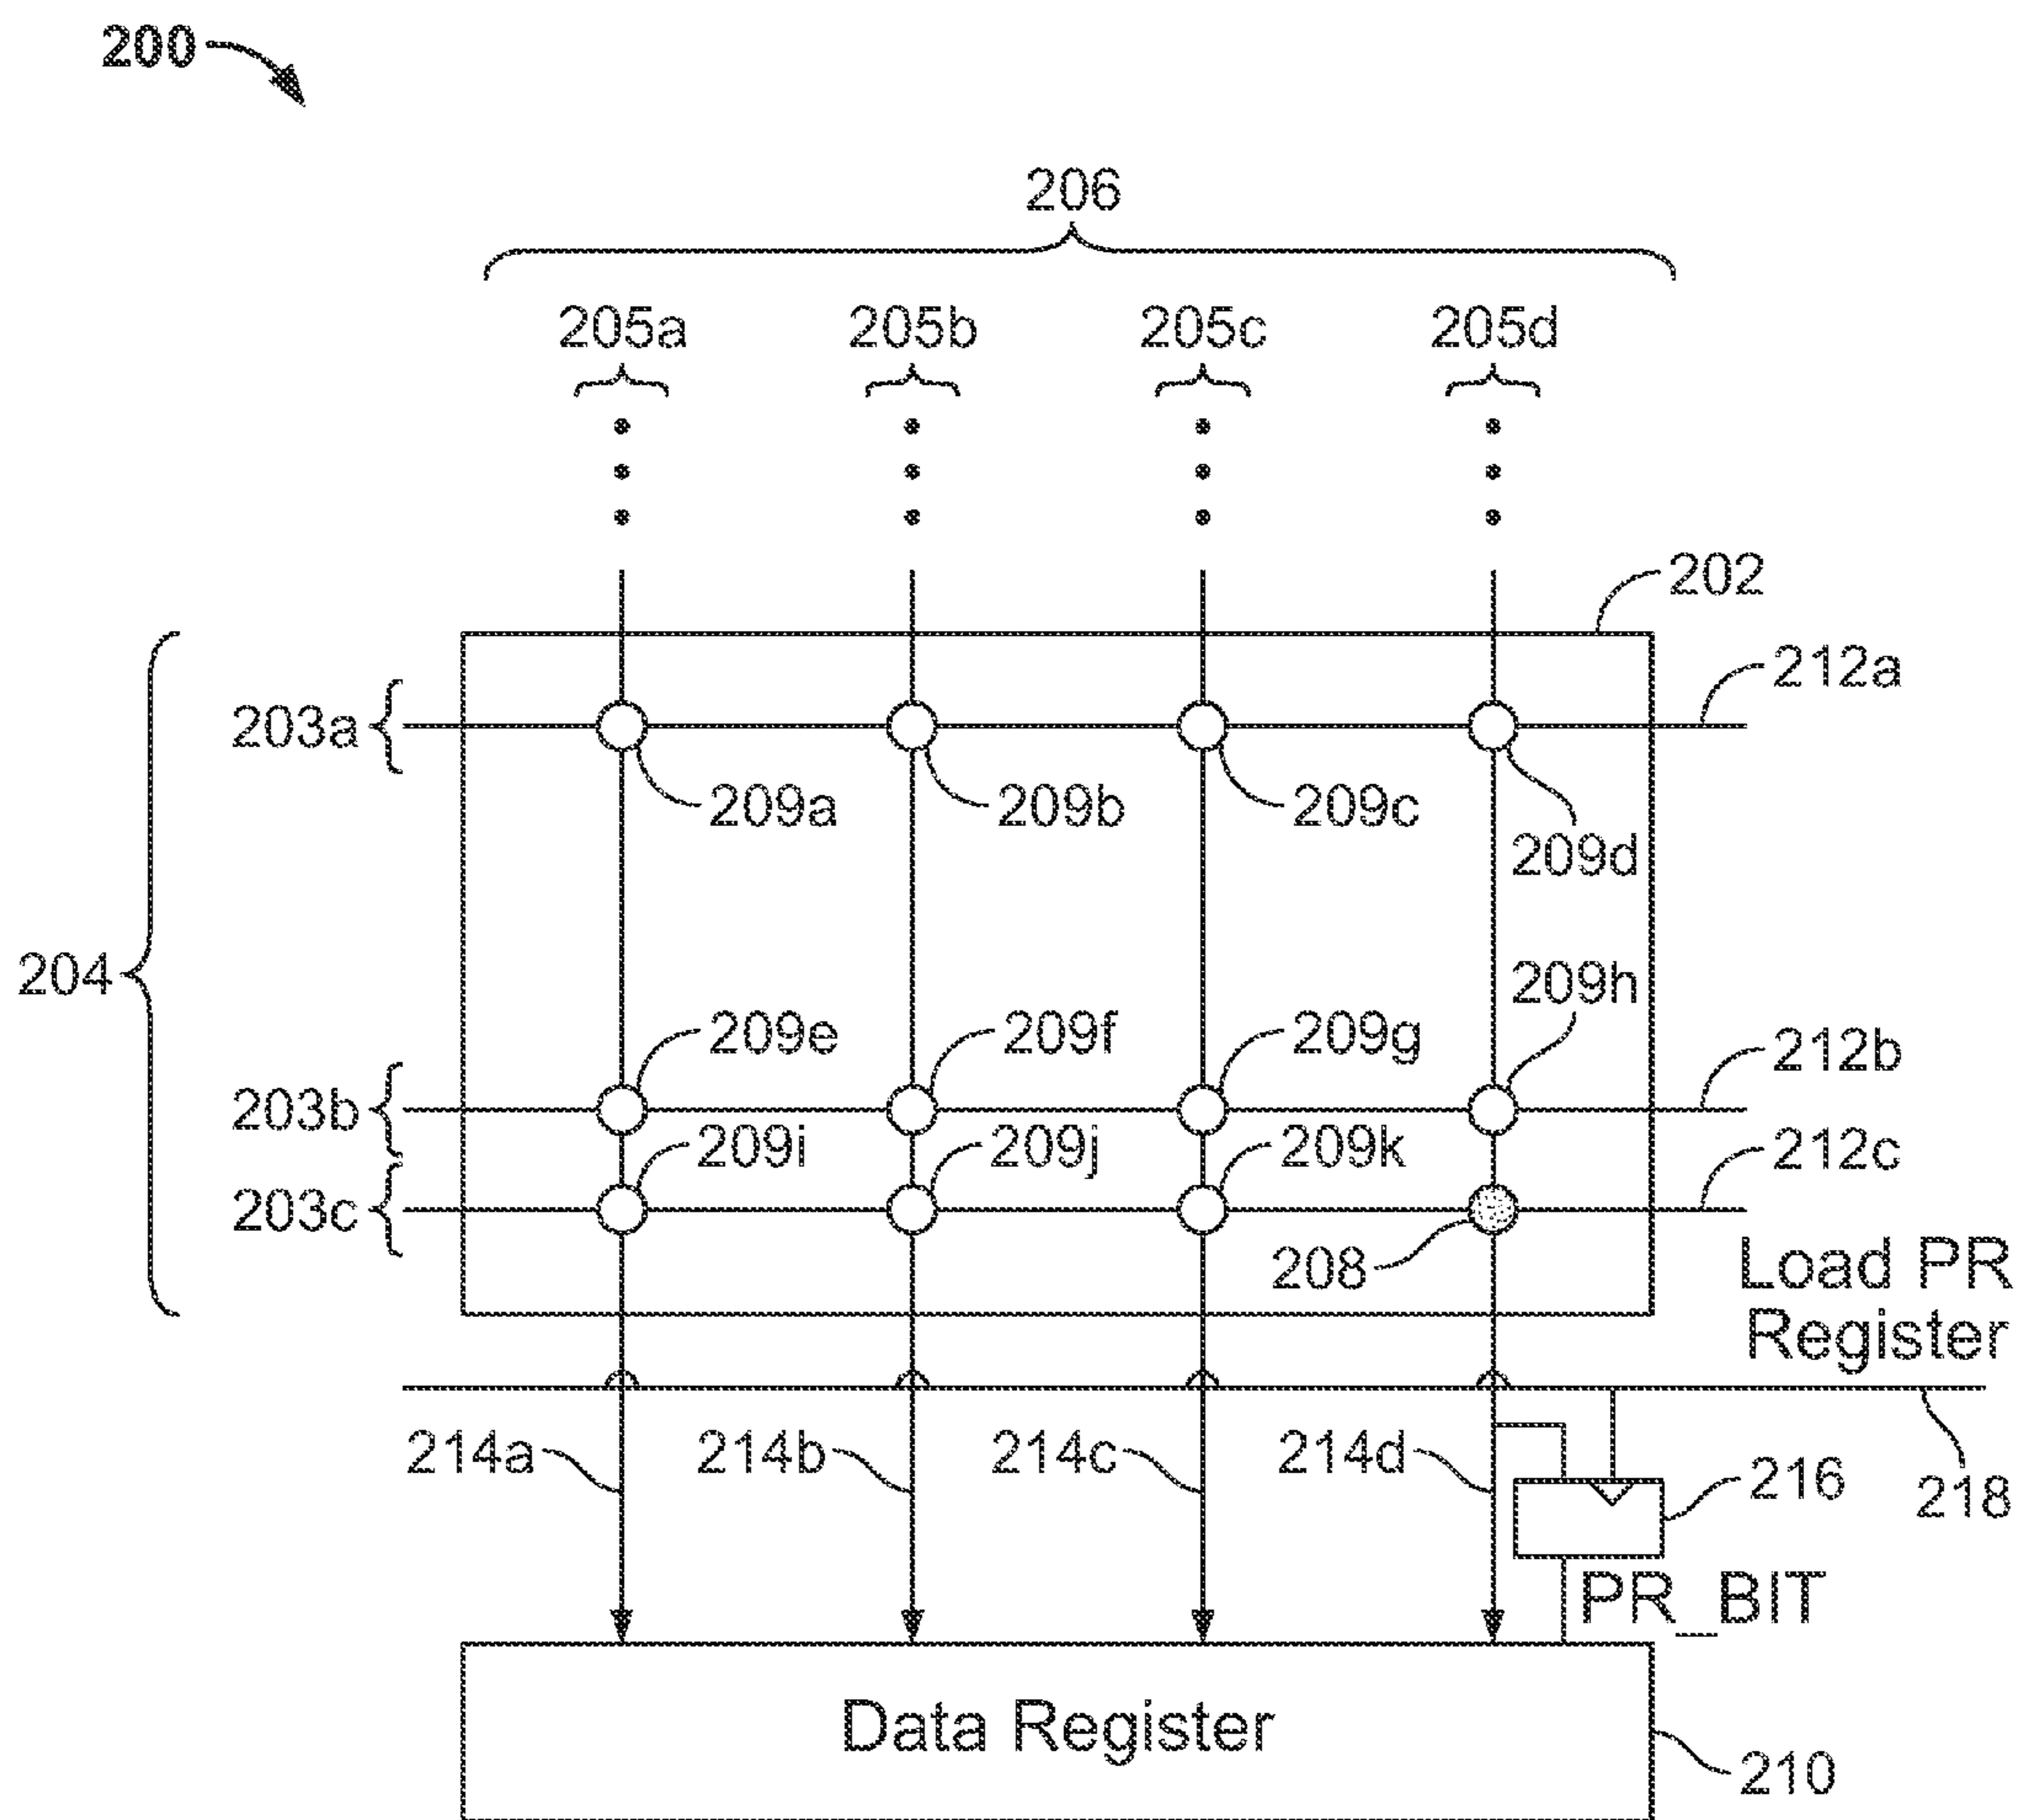 200
206
205a 205b 205c 205d
202
212a
203a
209a 209b 209c
209d
204
209h
209e 209f 209g
212b
203b
209i 209j 209k
212c
203c
208
Load PR
Register
214a 214b 214c 214d
216
218
PR_BIT
Data Register
210